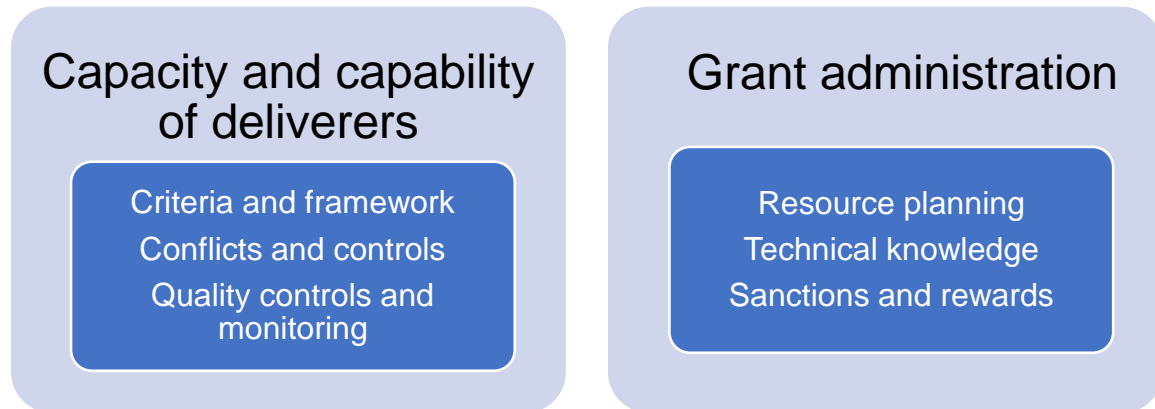 Capacity and capability
of deliverers
Criteria and framework
Conflicts and controls
Quality controls and
monitoring
Grant administration
Resource planning
Technical knowledge
Sanctions and rewards